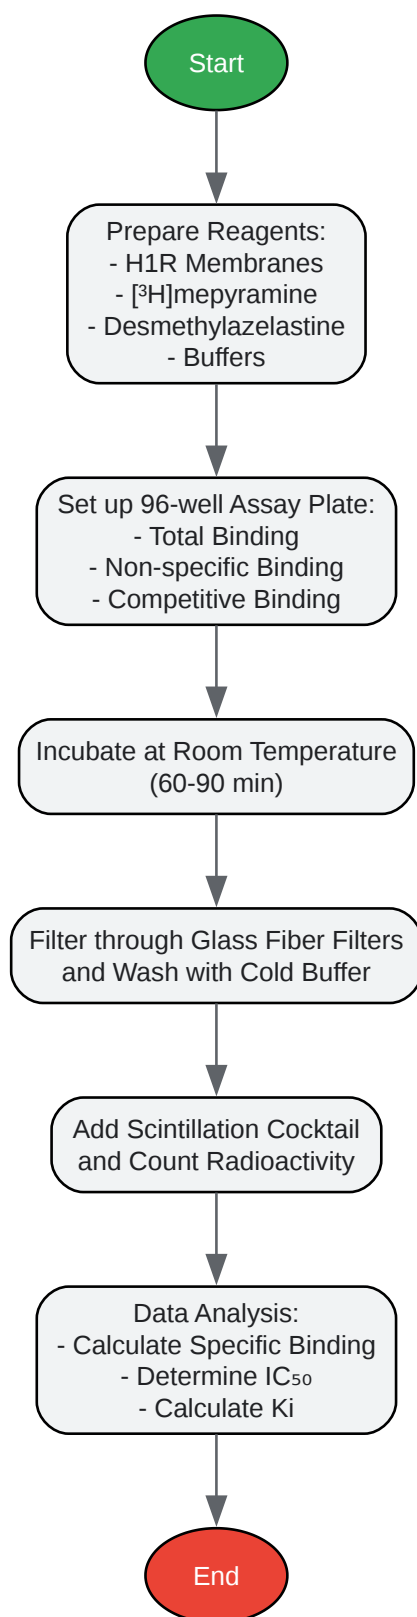 Start
Prepare Reagents:
- H1R Membranes
- [³H]mepyramine
- Desmethylazelastine
- Buffers
Set up 96-well Assay Plate:
- Total Binding
- Non-specific Binding
- Competitive Binding
Incubate at Room Temperature
(60-90 min)
Filter through Glass Fiber Filters
and Wash with Cold Buffer
Add Scintillation Cocktail
and Count Radioactivity
Data Analysis:
- Calculate Specific Binding
- Determine IC₅₀
- Calculate Ki
End